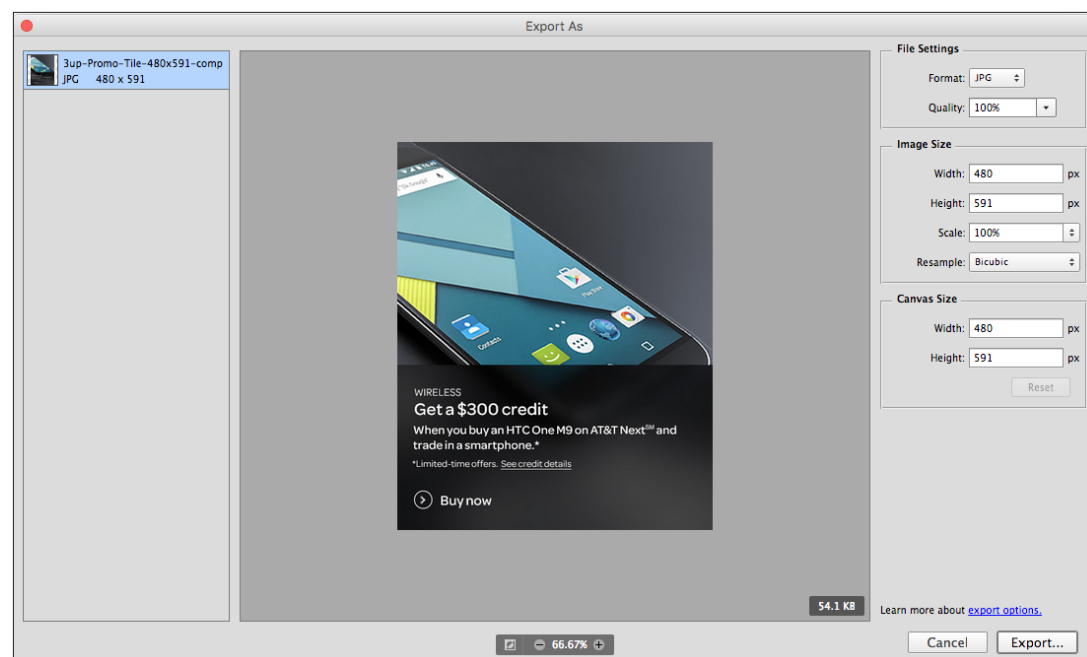 Export As
3up-Promo-Tile-480x591-comp
JPG 480 x 591
Contacts
Play Store
WIRELESS
Get a $300 credit
When you buy an HTC One M9 on AT&T Next℠ and
trade in a smartphone.*
*Limited-time offers. See credit details
Buy now
54.1 KB
66.67%
File Settings
Format: JPG
Quality: 100%
Image Size
Width: 480 px
Height: 591 px
Scale: 100%
Resample: Bicubic
Canvas Size
Width: 480 px
Height: 591 px
Reset
Learn more about export options.
Cancel
Export...